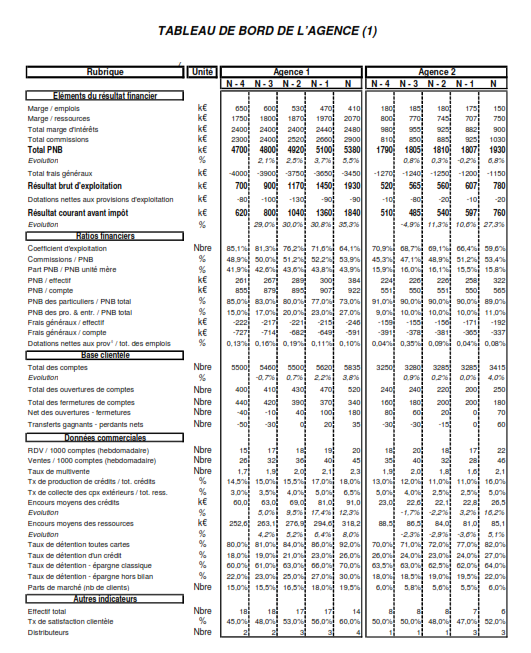 TABLEAU DE BORD DE L'AGENCE (1)
Rubrique Unité Agence 1 Agence 2
N - 4 N - 3 N - 2 N - 1 N N - 4 N - 3 N - 2 N - 1 N
Eléments du résultat financier
Marge / emplois k€ 650 600 530 470 410 180 185 180 175 150
Marge / ressources k€ 1750 1800 1870 1970 2070 800 770 745 707 750
Total marge d'intérêts k€ 2400 2400 2400 2440 2480 980 955 925 882 900
Total commissions k€ 2300 2400 2520 2660 2900 810 850 885 925 1030
Total PNB k€ 4700 4800 4920 5100 5380 1790 1805 1810 1807 1930
Evolution % 2,1% 2,5% 3,7% 5,5% 0,8% 0,3% -0,2% 6,8%
Total frais généraux k€ -4000 -3900 -3750 -3650 -3450 -1270 -1240 -1250 -1200 -1150
Résultat brut d'exploitation k€ 700 900 1170 1450 1930 520 565 560 607 780
Dotations nettes aux provisions d'exploitation k€ -80 -100 -130 -90 -90 -10 -80 -20 -10 -20
Résultat courant avant impôt k€ 620 800 1040 1360 1840 510 485 540 597 760
Evolution % 29,0% 30,0% 30,8% 35,3% -4,9% 11,3% 10,6% 27,3%
Ratios financiers
Coefficient d'exploitation Nbre 85,1% 81,3% 76,2% 71,6% 64,1% 70,9% 68,7% 69,1% 66,4% 59,6%
Commissions / PNB % 48,9% 50,0% 51,2% 52,2% 53,9% 45,3% 47,1% 48,9% 51,2% 53,4%
Part PNB / PNB unité mère % 41,9% 42,6% 43,6% 43,8% 43,9% 15,9% 16,0% 16,1% 15,5% 15,8%
PNB / effectif k€ 261 267 289 300 384 224 226 226 258 322
PNB / compte k€ 855 879 895 907 922 551 550 551 550 565
PNB des particuliers / PNB total % 85,0% 83,0% 80,0% 77,0% 73,0% 91,0% 90,0% 90,0% 90,0% 89,0%
PNB des pro. & entr. / PNB total % 15,0% 17,0% 20,0% 23,0% 27,0% 9,0% 10,0% 10,0% 10,0% 11,0%
Frais généraux / effectif k€ -222 -217 -221 -215 -246 -159 -155 -156 -171 -192
Frais généraux / compte k€ -727 -714 -682 -649 -591 -391 -378 -381 -365 -337
Dotations nettes aux prov° / tot. des emplois % 0,13% 0,16% 0,19% 0,11% 0,10% 0,04% 0,35% 0,09% 0,04% 0,08%
Base clientèle
Total des comptes Nbre 5500 5460 5500 5620 5835 3250 3280 3285 3285 3415
Evolution % -0,7% 0,7% 2,2% 3,8% 0,9% 0,2% 0,0% 4,0%
Total des ouvertures de comptes Nbre 400 410 430 470 520 240 240 220 200 250
Total des fermetures de comptes Nbre 440 420 390 370 340 160 180 200 200 180
Net des ouvertures - fermetures Nbre -40 -10 40 100 180 80 60 20 0 70
Transferts gagnants - perdants nets Nbre -50 -30 0 20 35 -30 -30 -15 0 60
Données commerciales
RDV / 1000 comptes (hebdomadaire) Nbre 15 17 18 19 20 18 20 18 17 22
Ventes / 1000 comptes (hebdomadaire) Nbre 26 32 36 40 45 35 40 32 28 46
Taux de multivente Nbre 1,7 1,9 2,0 2,1 2,3 1,9 2,0 1,8 1,6 2,1
Tx de production de crédits / tot. crédits % 14,5% 15,0% 15,5% 17,0% 18,0% 13,0% 12,0% 11,0% 11,0% 16,0%
Tx de collecte des cpx extérieurs / tot. ress. % 3,0% 3,5% 4,0% 5,0% 6,5% 5,0% 4,0% 2,5% 2,5% 5,0%
Encours moyens des crédits k€ 60,0 63,0 69,0 81,0 91,0 23,0 22,6 22,1 22,8 26,5
Evolution % 5,0% 9,5% 17,4% 12,3% -1,7% -2,2% 3,2% 16,2%
Encours moyens des ressources k€ 252,6 263,1 276,9 294,6 318,2 88,5 86,5 84,0 81,0 85,1
Evolution % 4,2% 5,2% 6,4% 8,0% -2,3% -2,9% -3,6% 5,1%
Taux de détention toutes cartes % 80,0% 81,0% 84,0% 86,0% 92,0% 70,0% 71,0% 72,0% 77,0% 82,0%
Taux de détention d'un crédit % 18,0% 19,0% 21,0% 23,0% 26,0% 26,0% 24,0% 23,0% 24,0% 27,0%
Taux de détention - épargne classique % 60,0% 61,0% 63,0% 66,0% 70,0% 63,5% 63,0% 62,5% 62,0% 64,0%
Taux de détention - épargne hors bilan % 22,0% 23,0% 25,0% 27,0% 30,0% 18,0% 18,5% 19,0% 19,5% 22,0%
Parts de marché (nb de clients) Nbre 15,0% 15,5% 16,5% 18,0% 19,5% 6,0% 5,8% 5,6% 5,5% 6,0%
Autres indicateurs
Effectif total Nbre 18 18 17 17 14 8 8 8 7 6
Tx de satisfaction clientèle % 45,0% 48,0% 53,0% 56,0% 60,0% 50,0% 50,0% 48,0% 47,0% 52,0%
Distributeurs Nbre 2 2 3 3 4 1 1 1 1 3